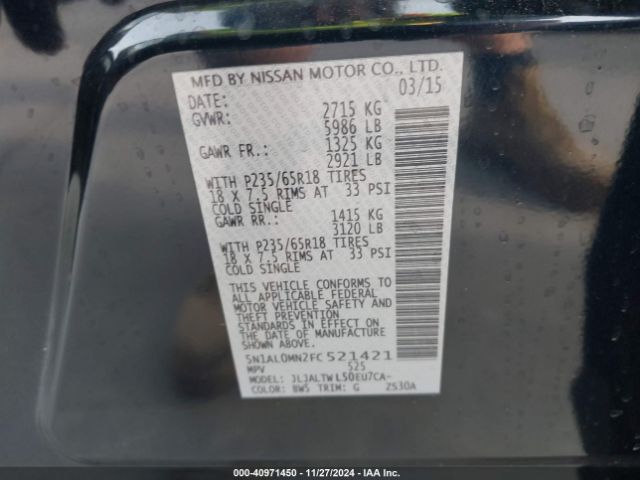 MFD BY NISSAN MOTOR CO., LTD.
DATE: 03/15
GVWR: 2715 KG
5986 LB
GAWR FR.: 1325 KG
2921 LB
WITH P235/65R18 TIRES
18 X 7.5 RIMS AT 33 PSI
COLD SINGLE
GAWR RR.: 1415 KG
3120 LB
WITH P235/65R18 TIRES
18 X 7.5 RIMS AT 33 PSI
COLD SINGLE
THIS VEHICLE CONFORMS TO
ALL APPLICABLE FEDERAL
MOTOR VEHICLE SAFETY AND
THEFT PREVENTION
STANDARDS IN EFFECT ON
THE DATE OF MANUFACTURE
SHOWN ABOVE.
5N1AL0MN2FC521421
MPV 525
MODEL: JLJALTWL50EU7CA-
COLOR: BW5 TRIM: G ZS30A
000-40971450 • 11/27/2024 • IAA Inc.